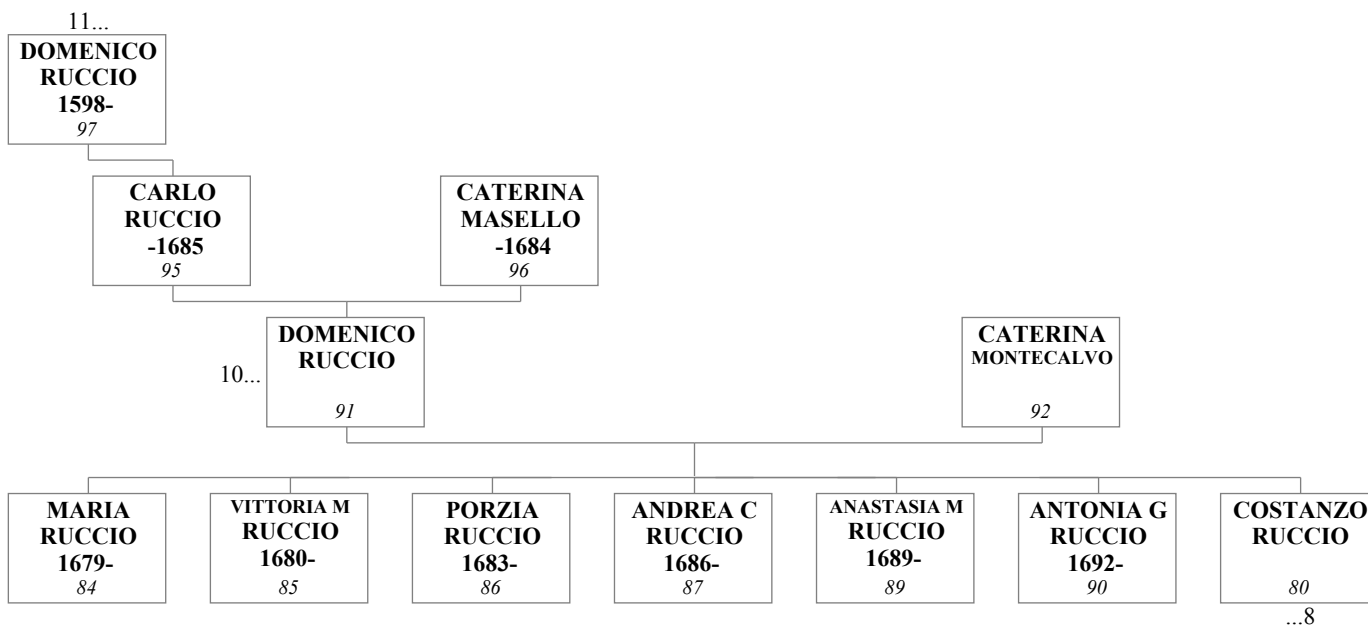 11...
DOMENICO
RUCCIO
1598-
97
CARLO
RUCCIO
-1685
95
CATERINA
MASELLO
-1684
96
10...
DOMENICO
RUCCIO
91
CATERINA
MONTECALVO
92
MARIA
RUCCIO
1679-
84
VITTORIA M
RUCCIO
1680-
85
PORZIA
RUCCIO
1683-
86
ANDREA C
RUCCIO
1686-
87
ANASTASIA M
RUCCIO
1689-
89
ANTONIA G
RUCCIO
1692-
90
COSTANZO
RUCCIO
80
...8